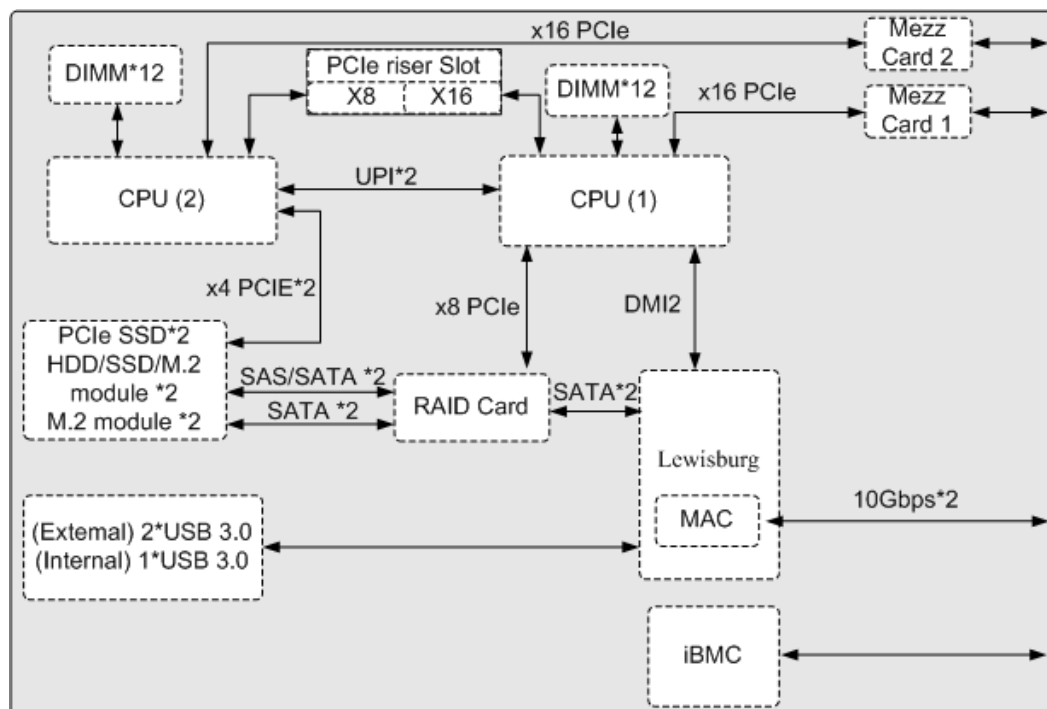 x16 PCIe
Mezz
Card 2
DIMM*12
PCIe riser Slot
X8
X16
DIMM*12
x16 PCIe
Mezz
Card 1
CPU (2)
UPI*2
CPU (1)
x4 PCIE*2
x8 PCIe
DMI2
PCIe SSD*2
HDD/SSD/M.2
module *2
M.2 module *2
SAS/SATA *2
SATA *2
RAID Card
SATA*2
Lewisburg
MAC
10Gbps*2
(External) 2*USB 3.0
(Internal) 1*USB 3.0
iBMC